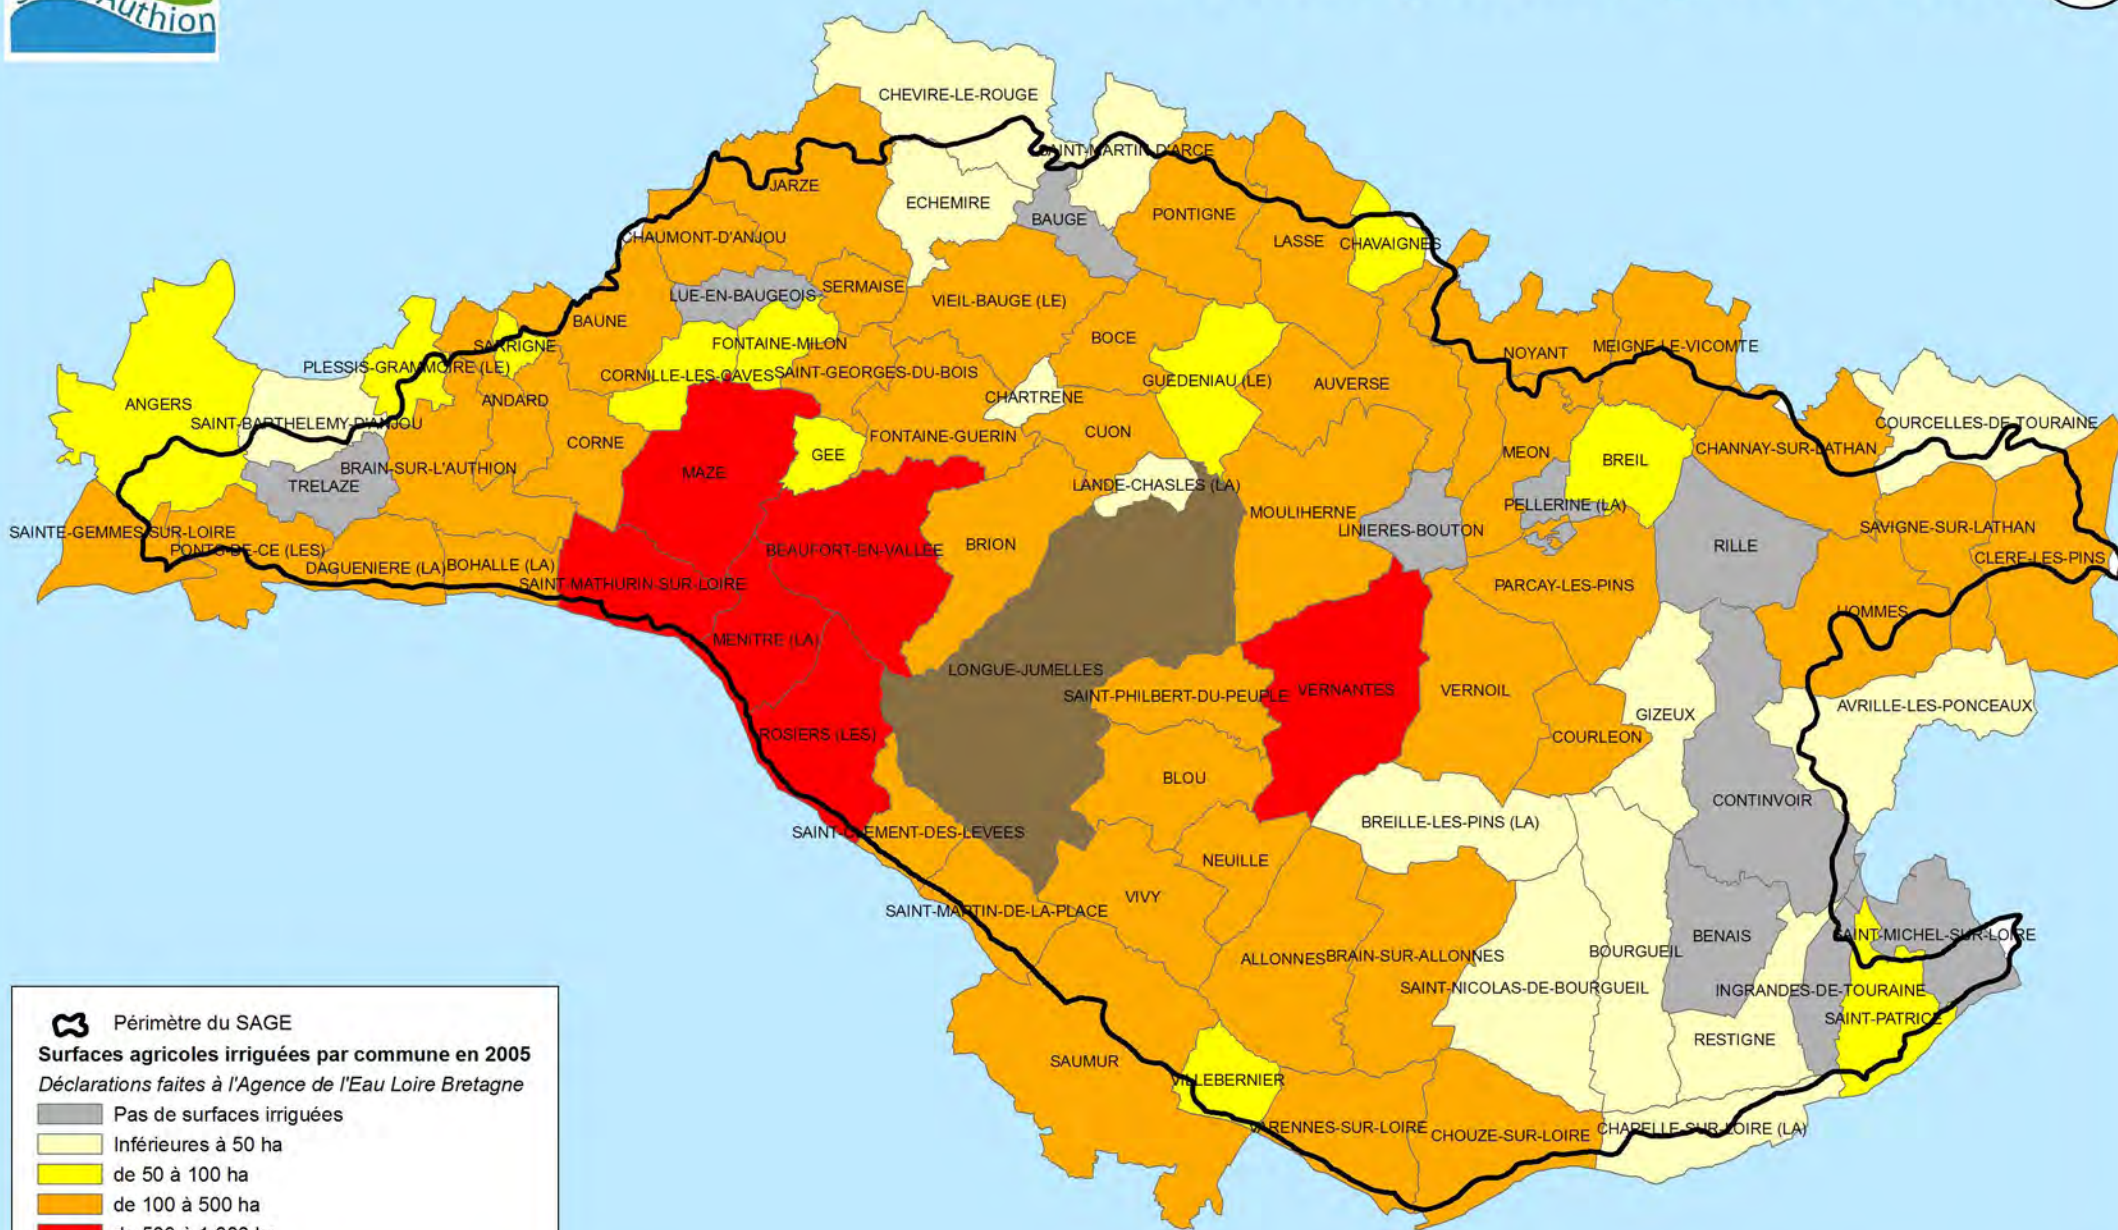 Authion
CHEVIRE-LE-ROUGE
SAINT-MARTIN-D'ARCE
JARZE
ECHEMIRE
BAUGE
PONTIGNE
LASSE
CHAVAIGNES
CHAUMONT-D'ANJOU
LUE-EN-BAUGEOIS
SERMAISE
VIEIL-BAUGE (LE)
BAUNE
BOCE
SARRIGNE
FONTAINE-MILON
NOYANT
MEIGNE-LE-VICOMTE
PLESSIS-GRAMMOIRE (LE)
CORNILLE-LES-CAVES
SAINT-GEORGES-DU-BOIS
GUEDENIAU (LE)
AUVERSE
ANGERS
ANDARD
CHARTRENE
SAINT-BARTHELEMY-D'ANJOU
COURCELLES-DE-TOURAINE
CORNE
FONTAINE-GUERIN
CUON
GEE
MEON
BREIL
CHANNAY-SUR-LATHAN
BRAIN-SUR-L'AUTHION
MAZE
TRELAZE
LANDE-CHASLES (LA)
PELLERINE (LA)
MOULIHERNE
LINIERES-BOUTON
SAINTE-GEMMES-SUR-LOIRE
SAVIGNE-SUR-LATHAN
PONTS-DE-CE (LES)
BEAUFORT-EN-VALLEE
BRION
RILLE
CLERE-LES-PINS
DAGUENIERE (LA)
BOHALLE (LA)
SAINT-MATHURIN-SUR-LOIRE
PARCAY-LES-PINS
HOMMES
MENITRE (LA)
LONGUE-JUMELLES
SAINT-PHILBERT-DU-PEUPLE
VERNANTES
VERNOIL
GIZEUX
AVRILLE-LES-PONCEAUX
ROSIERS (LES)
COURLEON
BLOU
CONTINVOIR
SAINT-CLEMENT-DES-LEVEES
BREILLE-LES-PINS (LA)
NEUILLE
VIVY
SAINT-MARTIN-DE-LA-PLACE
BENAIS
SAINT-MICHEL-SUR-LOIRE
ALLONNES
BRAIN-SUR-ALLONNES
BOURGUEIL
SAINT-NICOLAS-DE-BOURGUEIL
INGRANDES-DE-TOURAINE
SAINT-PATRICE
RESTIGNE
SAUMUR
VILLEBERNIER
VARENNES-SUR-LOIRE
CHOUZE-SUR-LOIRE
CHAPELLE-SUR-LOIRE (LA)
Périmètre du SAGE
Surfaces agricoles irriguées par commune en 2005
Déclarations faites à l'Agence de l'Eau Loire Bretagne
Pas de surfaces irriguées
Inférieures à 50 ha
de 50 à 100 ha
de 100 à 500 ha